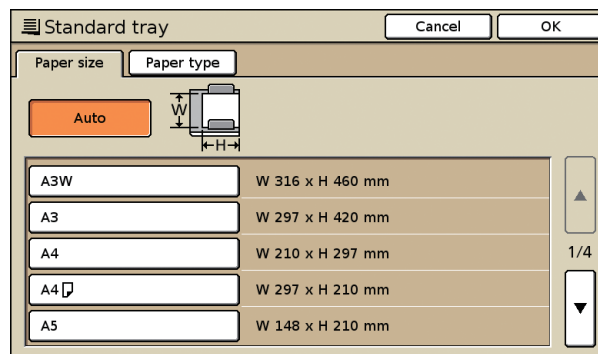 Standard tray Cancel OK
Paper size Paper type
Auto W
H
A3W W 316 x H 460 mm
A3 W 297 x H 420 mm
A4 W 210 x H 297 mm
1/4
A4 W 297 x H 210 mm
A5 W 148 x H 210 mm